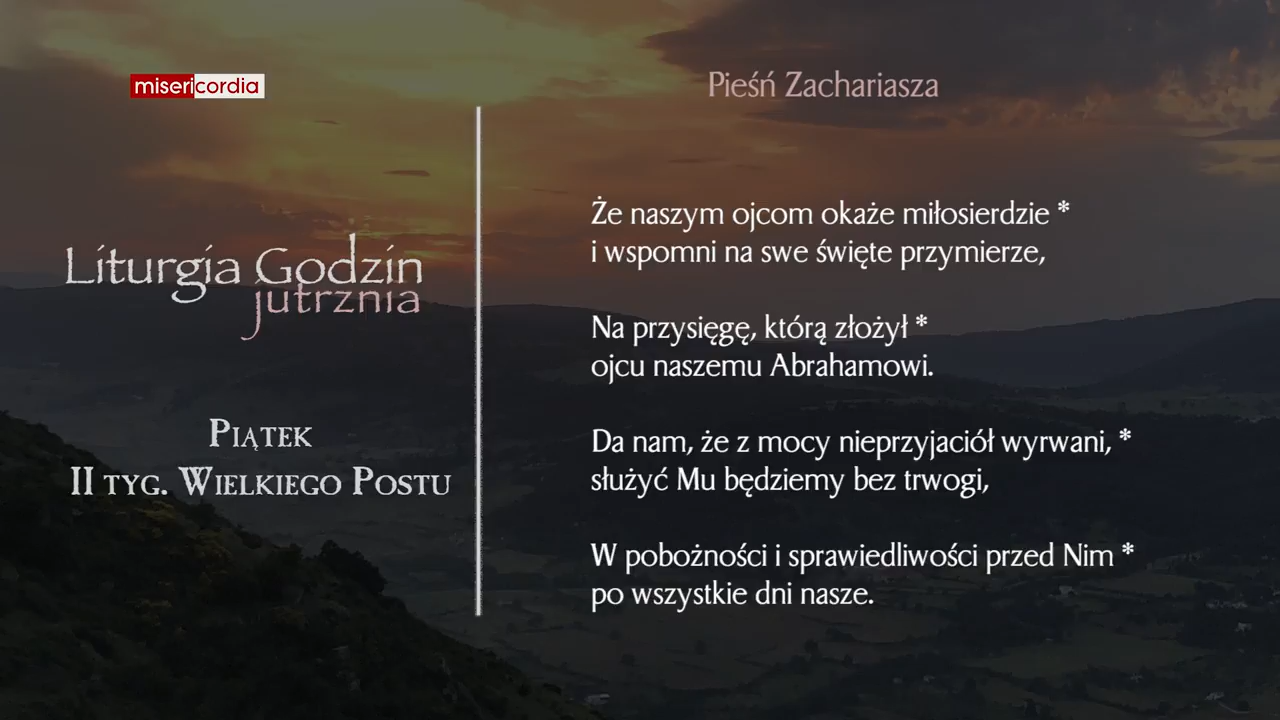 misericordia
Liturgia Godzin
jutrznia
Piątek
II tyg. Wielkiego Postu
Pieśń Zachariasza
Że naszym ojcom okaże miłosierdzie *
i wspomni na swe święte przymierze,
Na przysięgę, którą złożył *
ojcu naszemu Abrahamowi.
Da nam, że z mocy nieprzyjaciół wyrwani, *
służyć Mu będziemy bez trwogi,
W pobożności i sprawiedliwości przed Nim *
po wszystkie dni nasze.